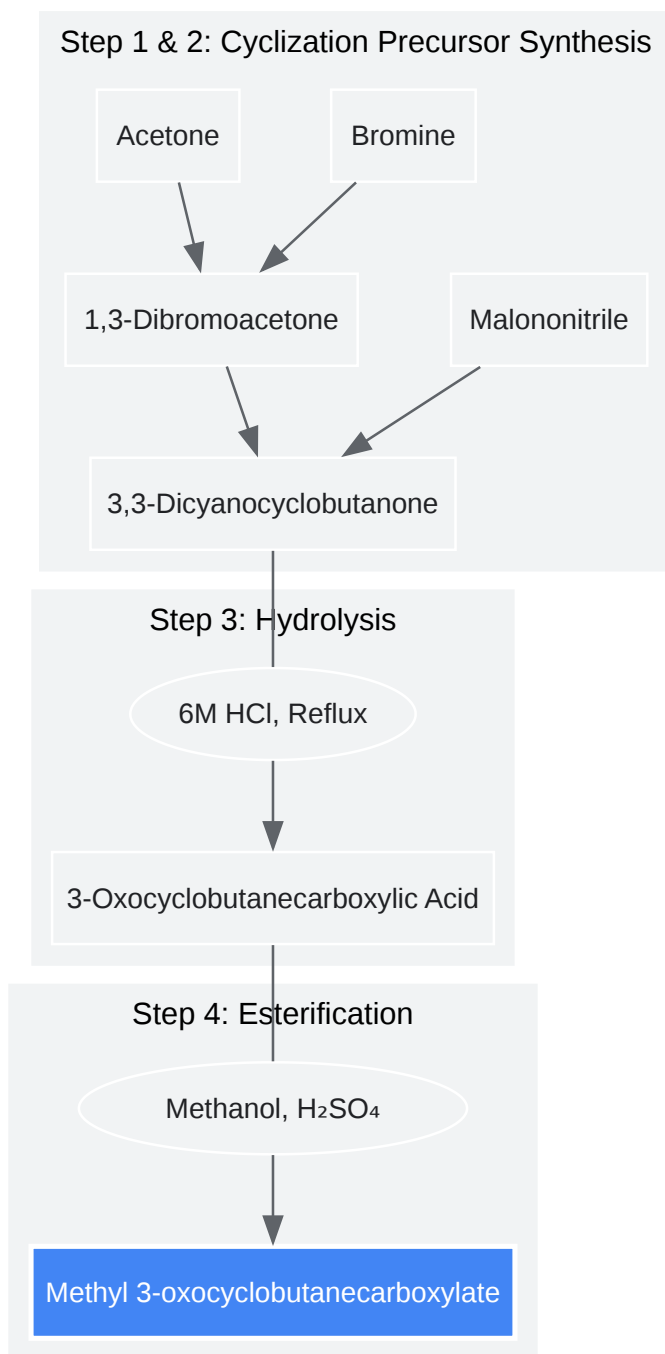 Step 1 & 2: Cyclization Precursor Synthesis
Acetone
Bromine
1,3-Dibromoacetone
Malononitrile
3,3-Dicyanocyclobutanone
Step 3: Hydrolysis
6M HCl, Reflux
3-Oxocyclobutanecarboxylic Acid
Step 4: Esterification
Methanol, H₂SO₄
Methyl 3-oxocyclobutanecarboxylate